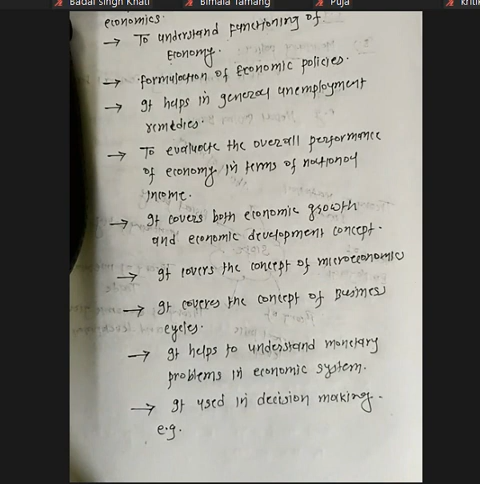 Badal Singh Khati
Bimala Tamang
Puja
kritik
economics.
→ To understand functioning of
Economy.
→ formulation of Economic policies.
→ It helps in general unemployment
remedies.
→ To evaluate the overall performance
of economy in terms of national
income.
→ It covers both economic growth
and economic development concept.
→ It covers the concept of microeconomic
→ It coveres the concept of Business
cycles.
→ It helps to understand monetary
problems in economic system.
→ It used in decision making.
e.g.